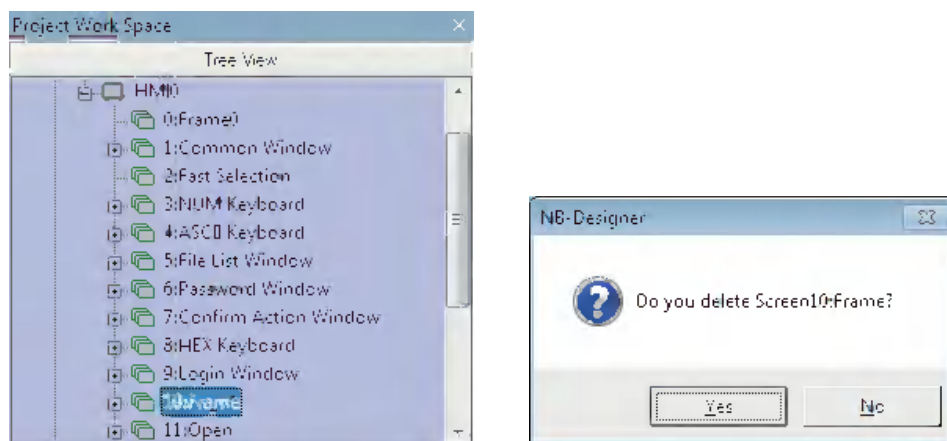 Project Work Space
Tree View
HMI0
0:Frame0
1:Common Window
2:Fast Selection
3:NUM Keyboard
4:ASCII Keyboard
5:File List Window
6:Password Window
7:Confirm Action Window
8:HEX Keyboard
9:Login Window
10:Frame
11:Open
NB-Designer
Do you delete Screen10:Frame?
Yes
No